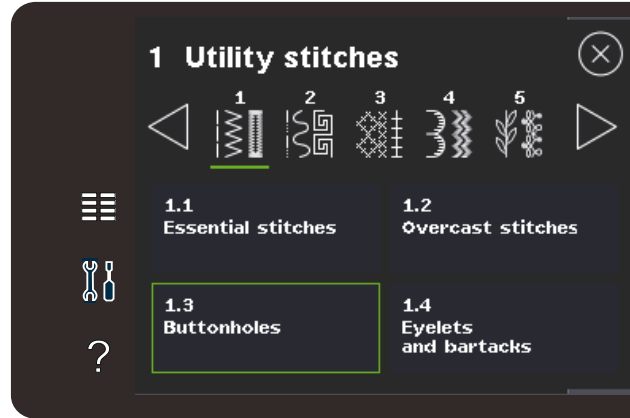 1 Utility stitches
1 2 3 4 5
1.1
Essential stitches
1.2
Overcast stitches
1.3
Buttonholes
1.4
Eyelets
and bartacks
?